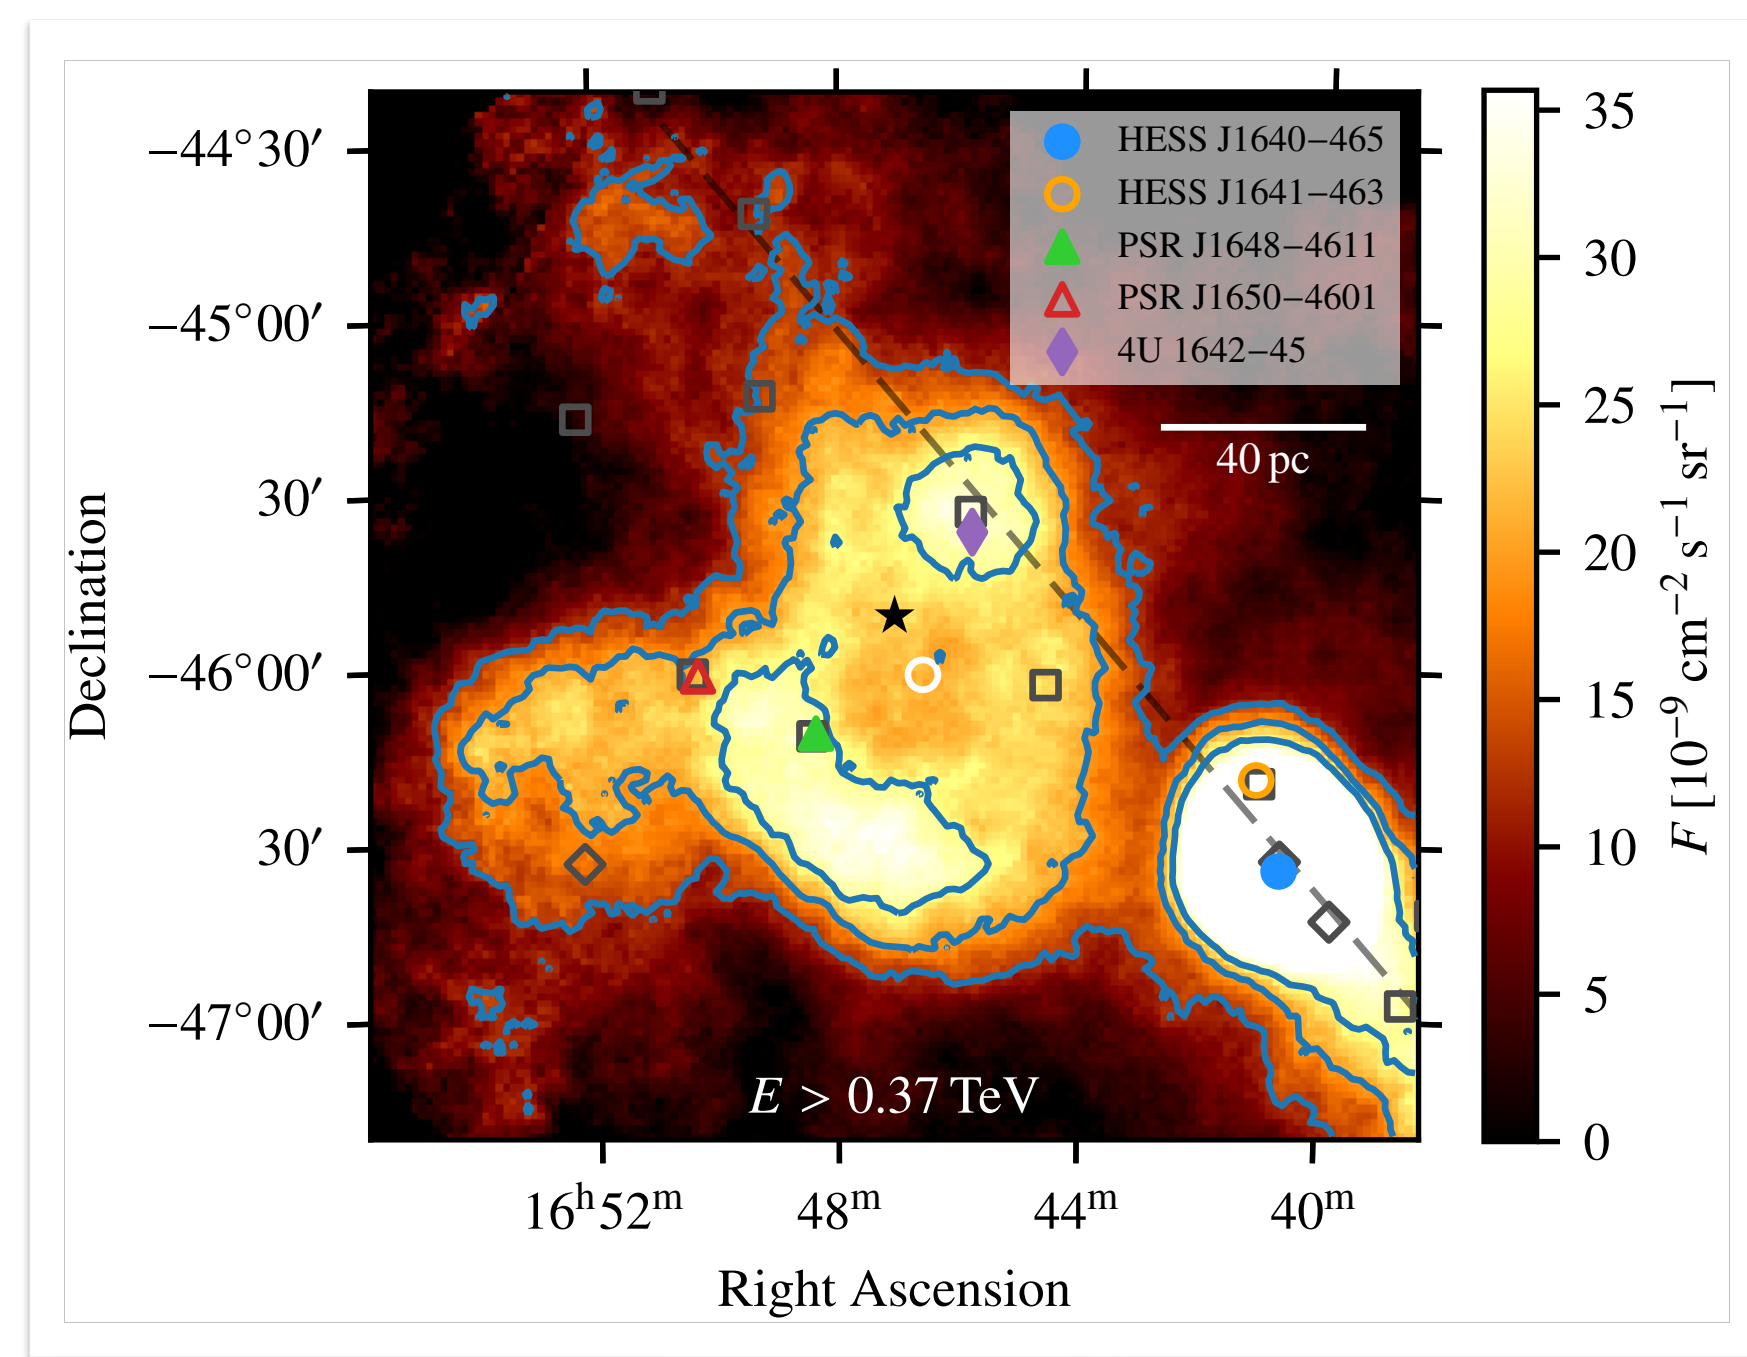 −44°30′
−45°00′
30′
−46°00′
30′
−47°00′
Declination
HESS J1640−465
HESS J1641−463
PSR J1648−4611
PSR J1650−4601
4U 1642−45
40 pc
E > 0.37 TeV
16ʰ52ᵐ
48ᵐ
44ᵐ
40ᵐ
Right Ascension
35
30
25
20
15
10
5
0
F [10⁻⁹ cm⁻² s⁻¹ sr⁻¹]